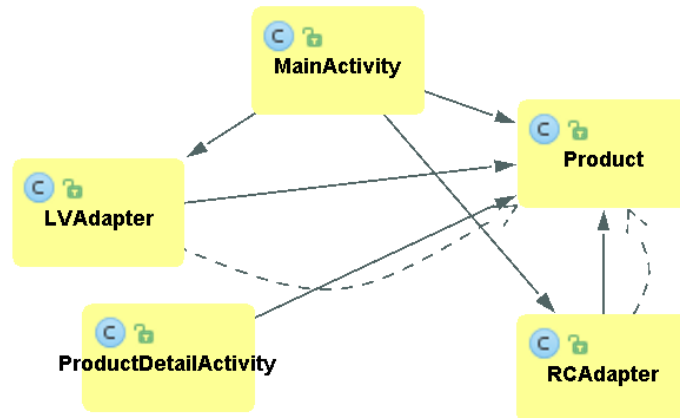 C
MainActivity
C
Product
C
LVAdapter
C
ProductDetailActivity
C
RCAdapter